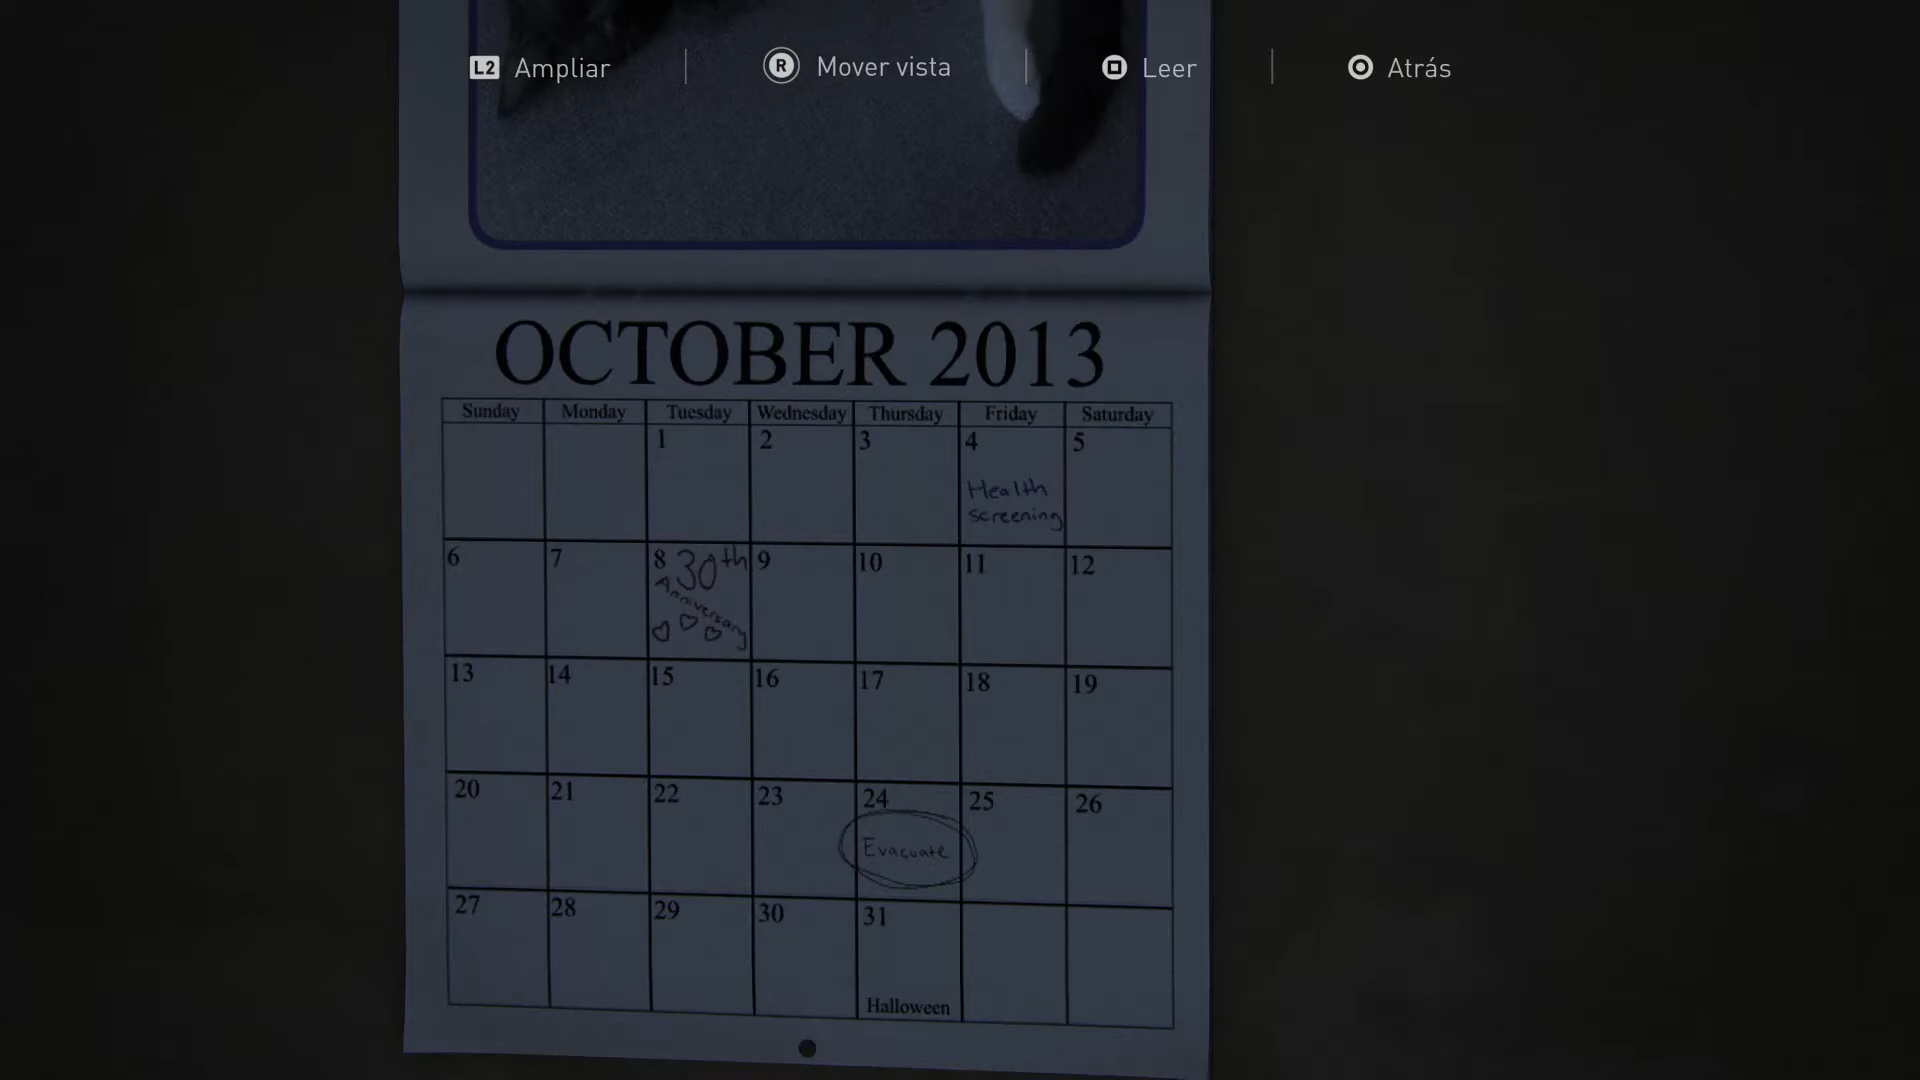 L2 Ampliar R Mover vista Leer Atrás
OCTOBER 2013
Sunday Monday Tuesday Wednesday Thursday Friday Saturday
1 2 3 4 5
Health
screening
6 7 8 9 10 11 12
30th
Anniversary
13 14 15 16 17 18 19
20 21 22 23 24 25 26
Evacuate
27 28 29 30 31
Halloween